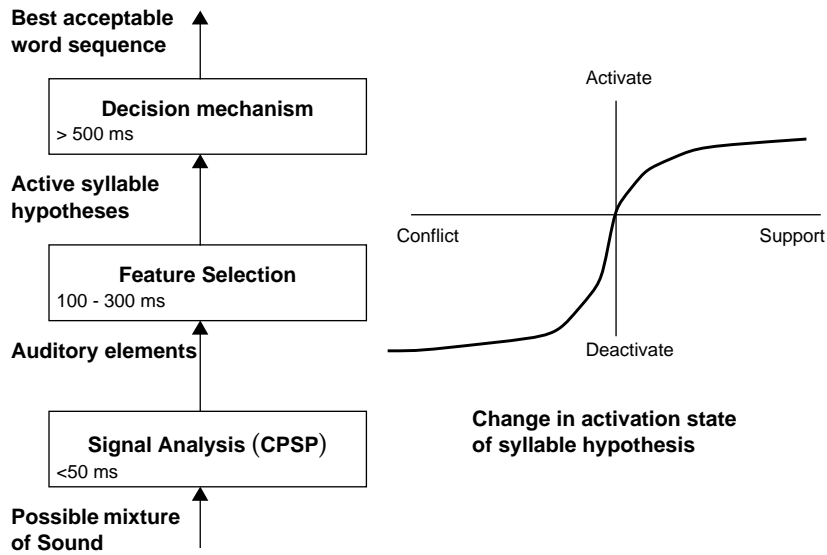 Best acceptable
word sequence
Decision mechanism
> 500 ms
Active syllable
hypotheses
Feature Selection
100 - 300 ms
Auditory elements
Signal Analysis (CPSP)
<50 ms
Possible mixture
of Sound
Activate
Conflict
Support
Deactivate
Change in activation state
of syllable hypothesis